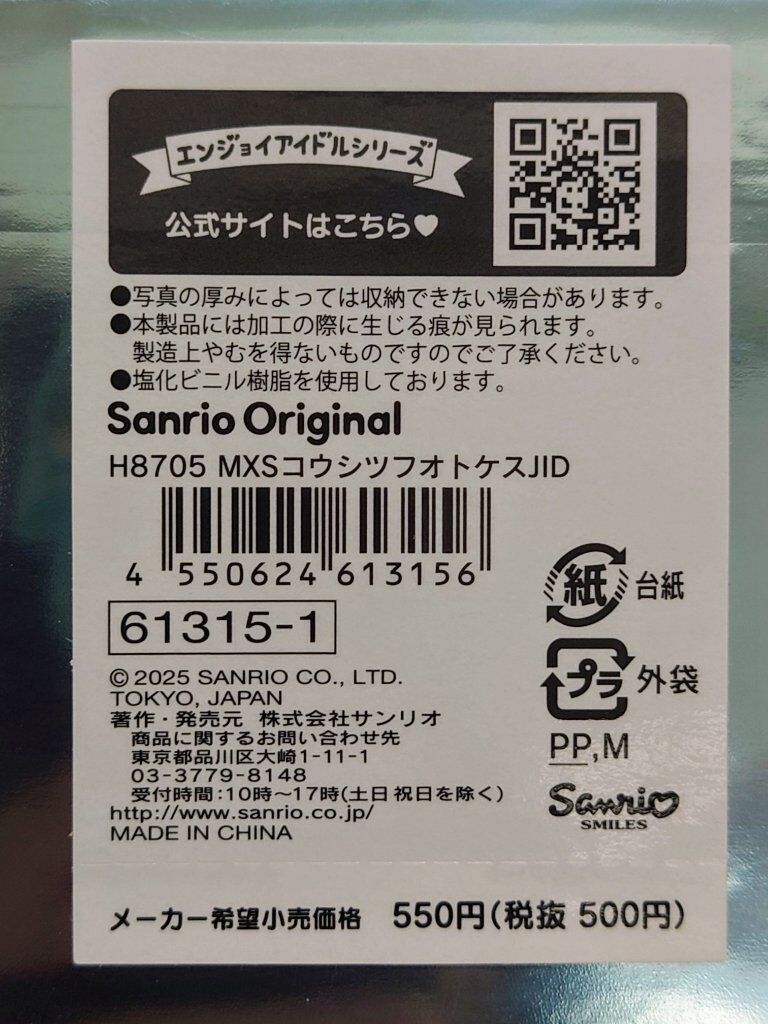 エンジョイアイドルシリーズ
公式サイトはこちら♥
●写真の厚みによっては収納できない場合があります。
●本製品には加工の際に生じる痕が見られます。
製造上やむを得ないものですのでご了承ください。
●塩化ビニル樹脂を使用しております。
Sanrio Original
H8705 MXSコウシツフオトケスJID
4 550624 613156
61315-1
紙 台紙
プラ 外袋
PP,M
Sanrio
SMILES
© 2025 SANRIO CO., LTD.
TOKYO, JAPAN
著作・発売元 株式会社サンリオ
商品に関するお問い合わせ先
東京都品川区大崎1-11-1
03-3779-8148
受付時間:10時～17時(土日祝日を除く)
http://www.sanrio.co.jp/
MADE IN CHINA
メーカー希望小売価格 550円(税抜 500円)